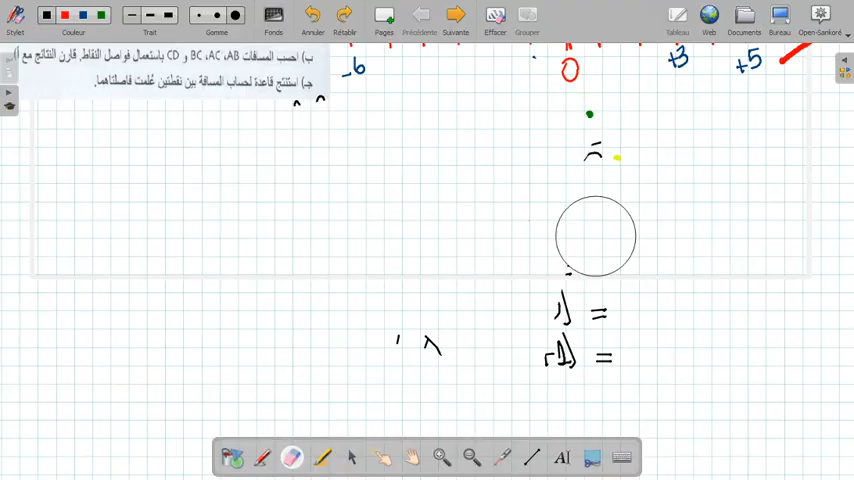 Stylet Couleur Trait Gomme Fonds Annuler Rétablir Pages Précédente Suivante Effacer Grouper Tableau Web Documents Bureau Open-Sankoré
ب) احسب المسافات AB، AC، BC و CD باستعمال فواصل النقاط. قارن النتائج مع أ)
جـ) استنتج قاعدة لحساب المسافة بين نقطتين عُلمت فاصلتاهما.
-6 0 +3 +5
=
=
AI